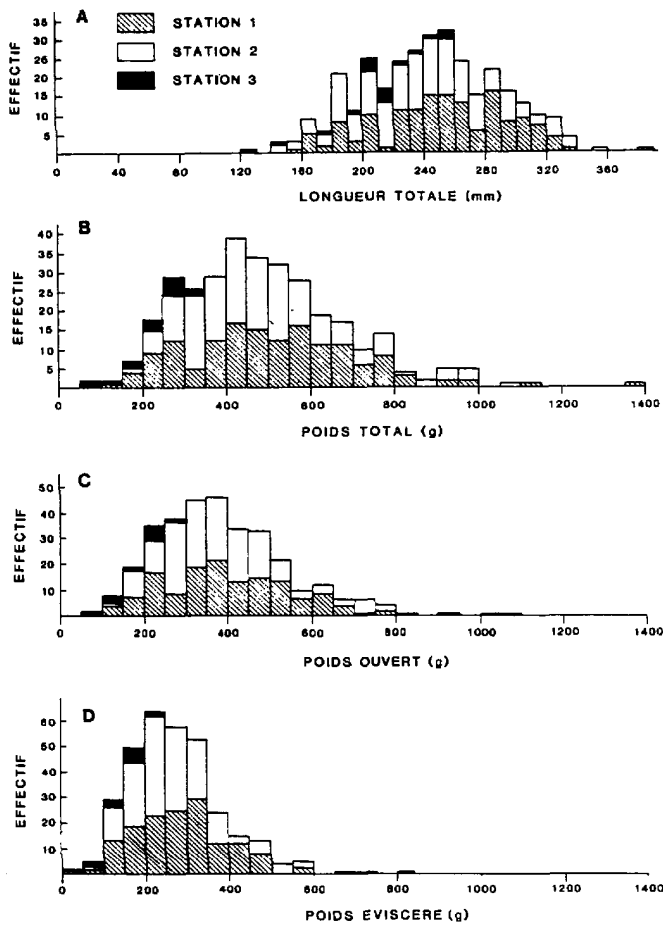 A
STATION 1
STATION 2
STATION 3
EFFECTIF
35
30
25
20
15
10
5
0 40 80 120 160 200 240 280 320 360
LONGUEUR TOTALE (mm)
B
EFFECTIF
40
35
30
25
20
15
10
5
0 200 400 600 800 1000 1200 1400
POIDS TOTAL (g)
C
EFFECTIF
50
40
30
20
10
0 200 400 600 800 1000 1200 1400
POIDS OUVERT (g)
D
EFFECTIF
60
50
40
30
20
10
0 200 400 600 800 1000 1200 1400
POIDS EVISCERE (g)